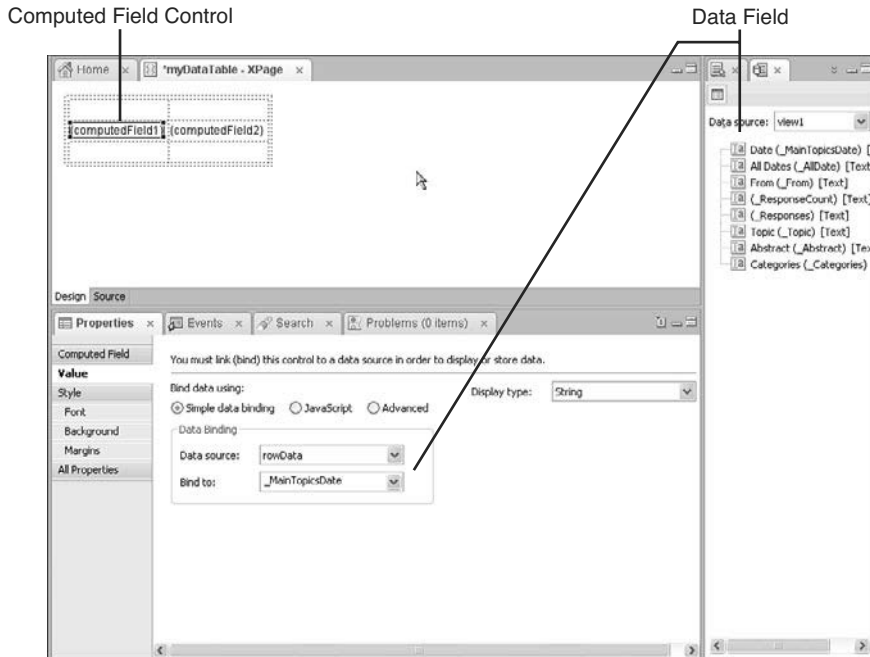 Computed Field Control
Data Field
Home
*myDataTable - XPage
{computedField1}
{computedField2}
Design
Source
Data source:
view1
Date (_MainTopicsDate) [
All Dates (_AllDate) [Text
From (_From) [Text]
(_ResponseCount) [Text]
(_Responses) [Text]
Topic (_Topic) [Text]
Abstract (_Abstract) [Tex
Categories (_Categories)
Properties
Events
Search
Problems (0 items)
Computed Field
Value
Style
Font
Background
Margins
All Properties
You must link (bind) this control to a data source in order to display or store data.
Bind data using:
Simple data binding
JavaScript
Advanced
Display type:
String
Data Binding
Data source:
rowData
Bind to:
_MainTopicsDate